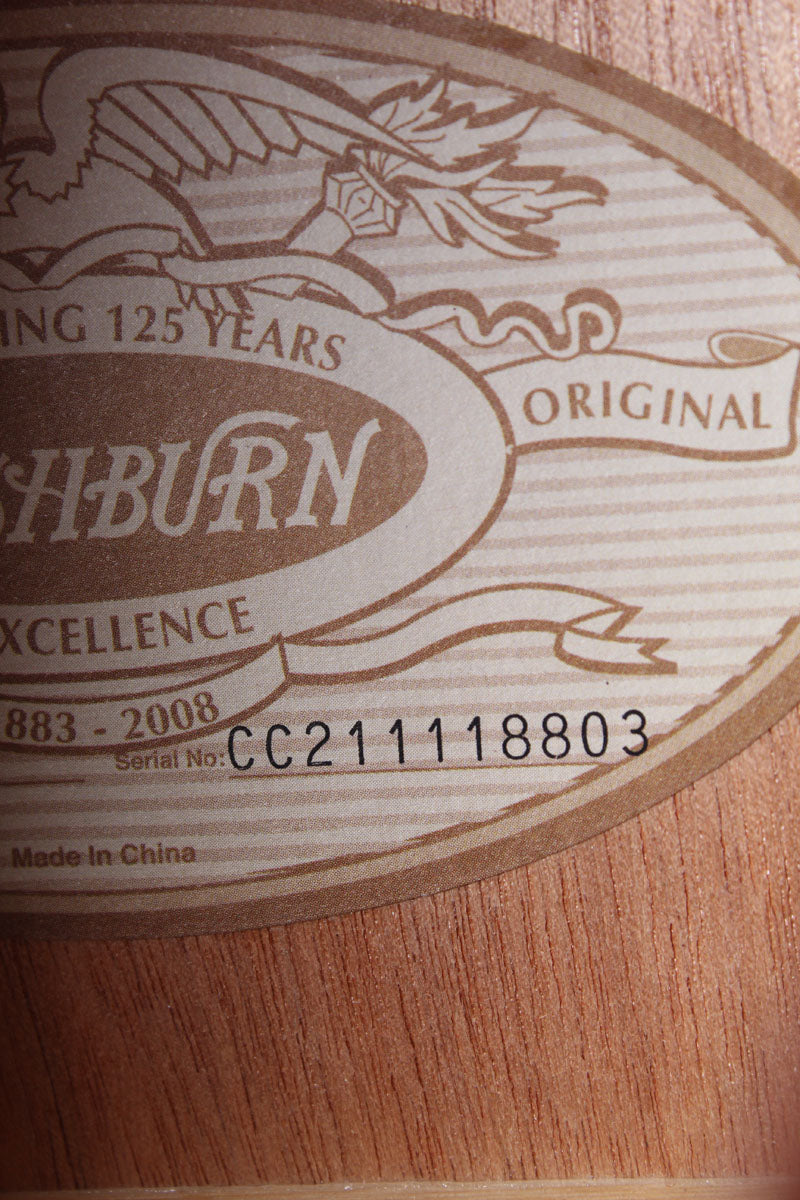 ING 125 YEARS
ORIGINAL
SHBURN
XCELLENCE
883 - 2008
Serial No: CC211118803
Made In China